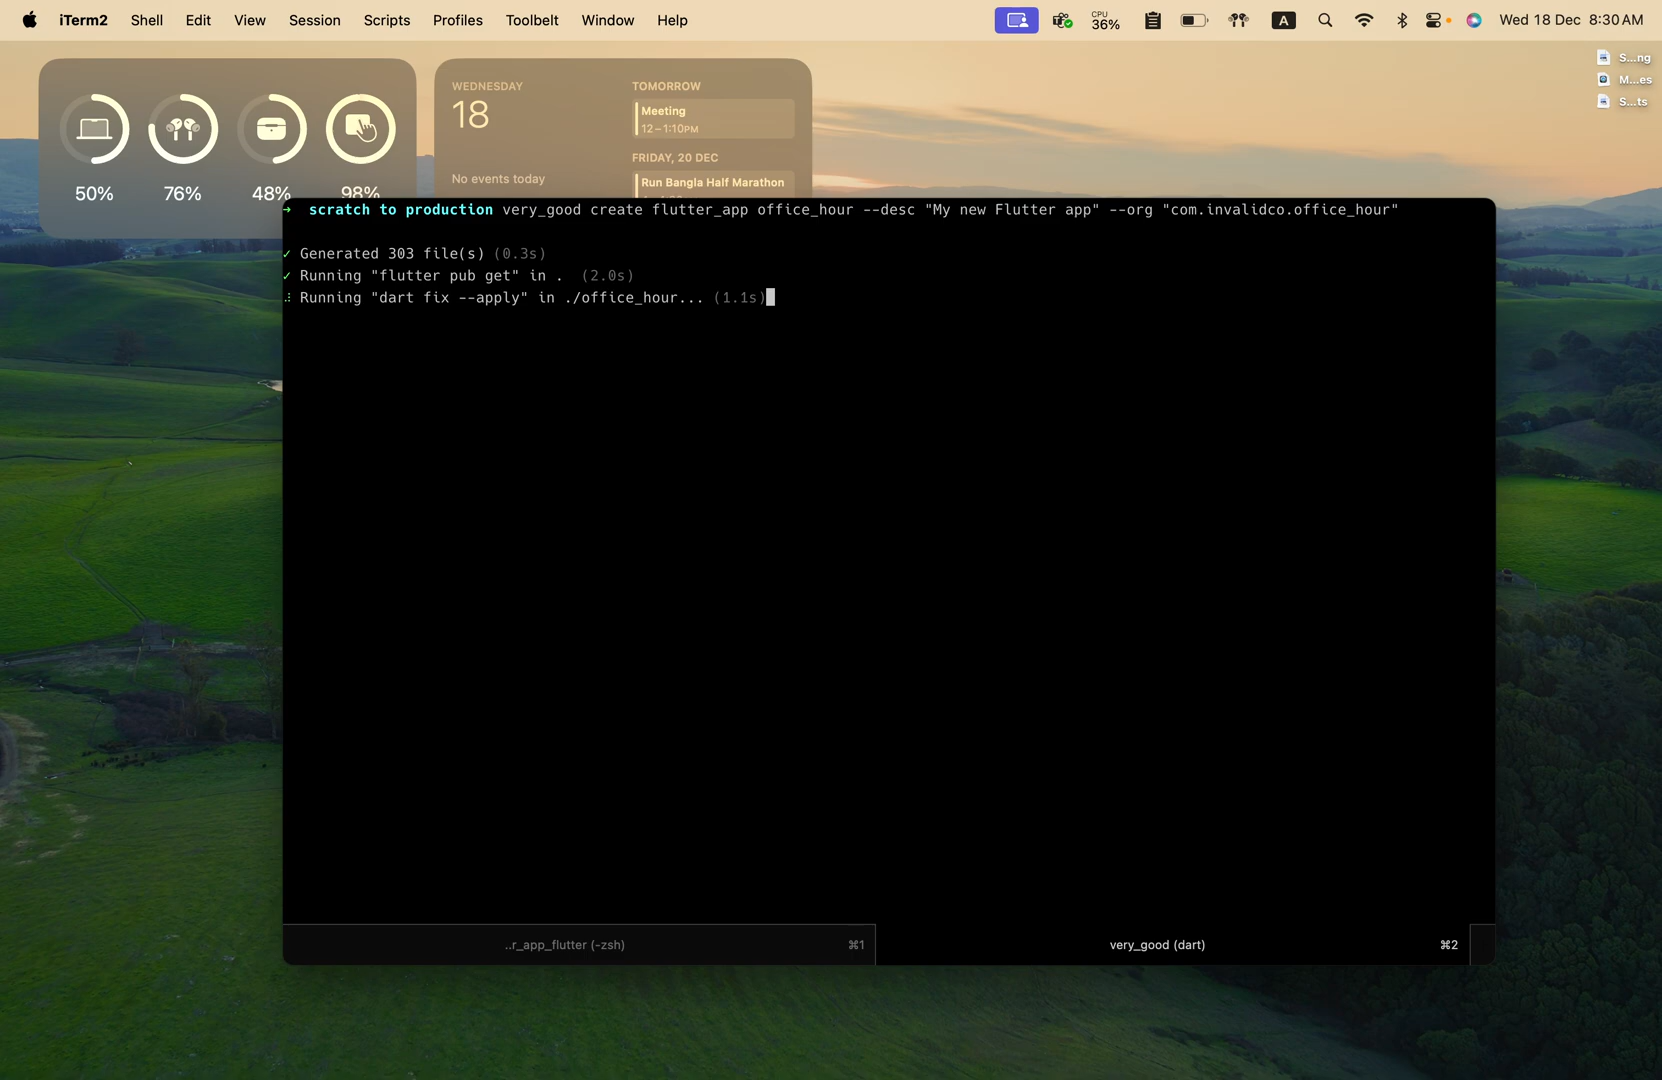 iTerm2 Shell Edit View Session Scripts Profiles Toolbelt Window Help
CPU
36%
A
Wed 18 Dec 8:30 AM
S...ng
M...es
S...ts
50% 76% 48% 98%
WEDNESDAY
18
No events today
TOMORROW
Meeting
12–1:10PM
FRIDAY, 20 DEC
Run Bangla Half Marathon
→ scratch to production very_good create flutter_app office_hour --desc "My new Flutter app" --org "com.invalidco.office_hour"
✓ Generated 303 file(s) (0.3s)
✓ Running "flutter pub get" in . (2.0s)
Running "dart fix --apply" in ./office_hour... (1.1s)
..r_app_flutter (-zsh) ⌘1
very_good (dart) ⌘2